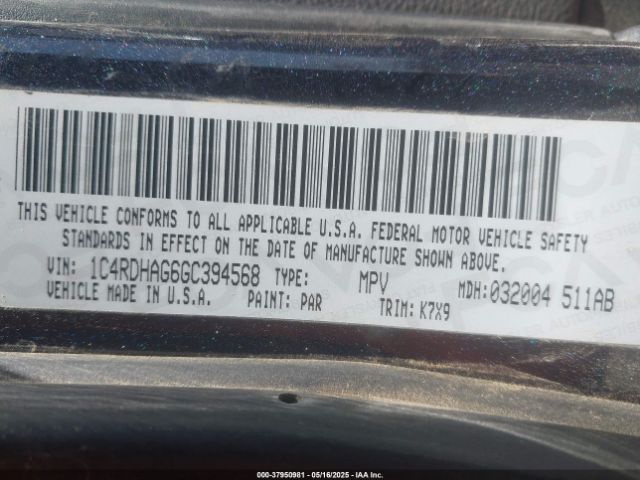 THIS VEHICLE CONFORMS TO ALL APPLICABLE U.S.A. FEDERAL MOTOR VEHICLE SAFETY
STANDARDS IN EFFECT ON THE DATE OF MANUFACTURE SHOWN ABOVE.
VIN: 1C4RDHAG6GC394568 TYPE: MPV MDH: 032004 511AB
VEHICLE MADE IN U.S.A. PAINT: PAR TRIM: K7X9
000-37950981 - 05/16/2025 - IAA, Inc.